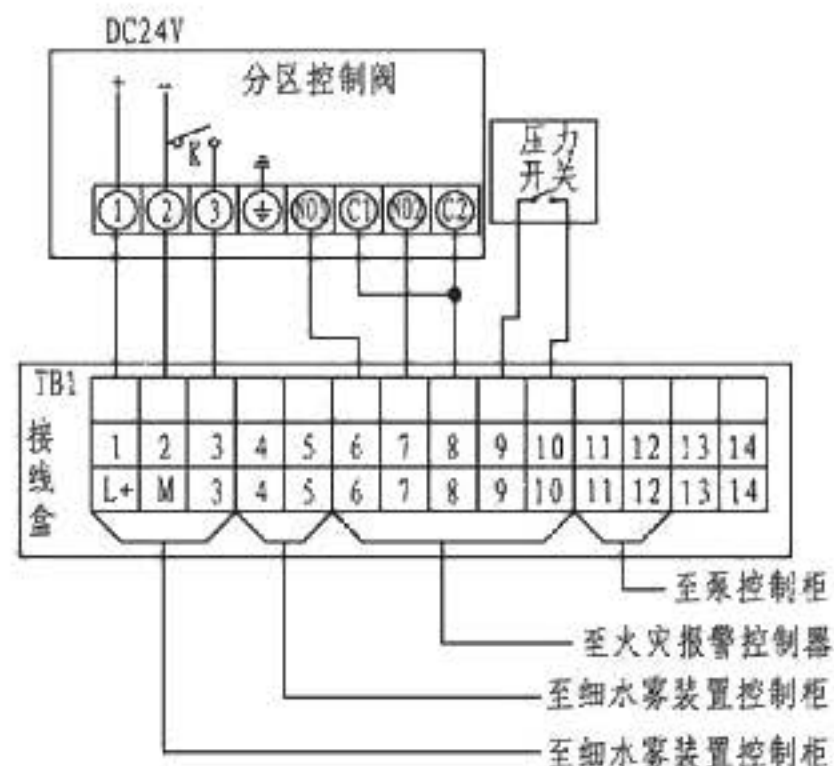 DC24V
+ −
分区控制阀
K
压力
开关
1 2 3 NO1 C1 NO2 C2
TB1
接线盒
1 2 3 4 5 6 7 8 9 10 11 12 13 14
L+ M 3 4 5 6 7 8 9 10 11 12 13 14
至泵控制柜
至火灾报警控制器
至细水雾装置控制柜
至细水雾装置控制柜